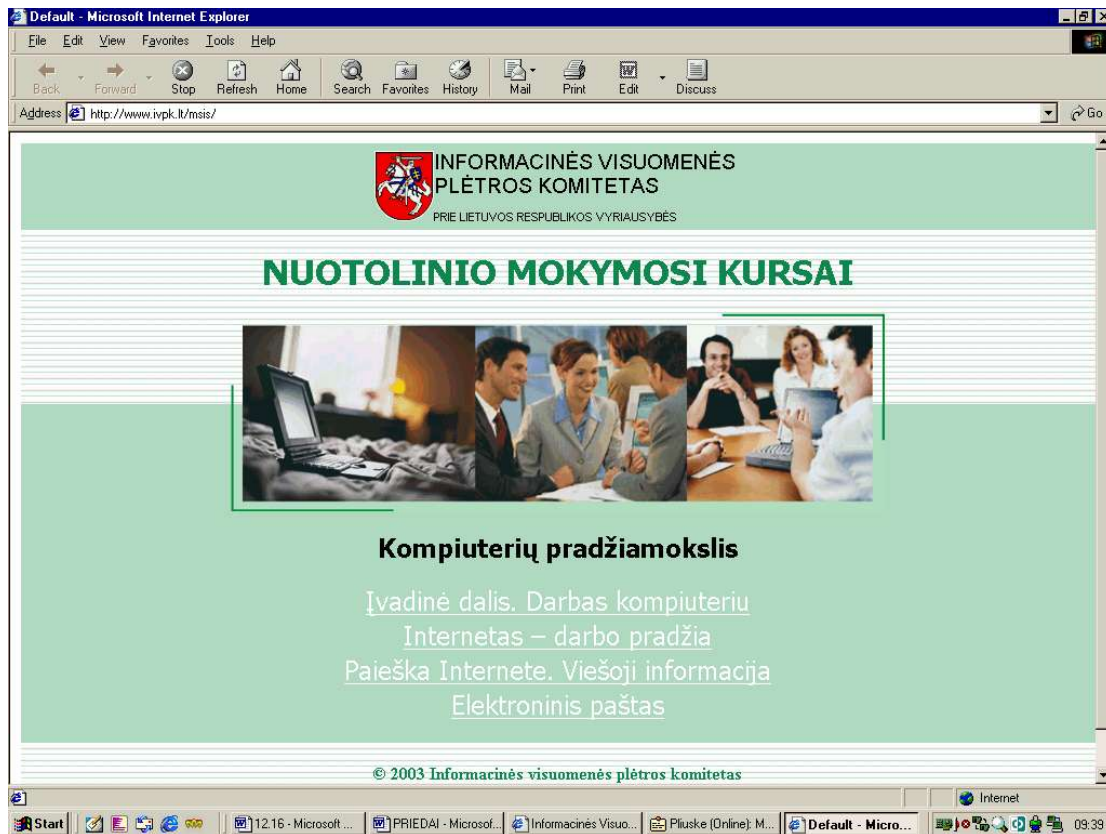 Default - Microsoft Internet Explorer
File Edit View Favorites Tools Help
Back Forward Stop Refresh Home Search Favorites History Mail Print Edit Discuss
Address http://www.ivpk.lt/msis/ Go
INFORMACINĖS VISUOMENĖS
PLĖTROS KOMITETAS
PRIE LIETUVOS RESPUBLIKOS VYRIAUSYBĖS
NUOTOLINIO MOKYMOSI KURSAI
Kompiuterių pradžiamokslis
Įvadinė dalis. Darbas kompiuteriu
Internetas – darbo pradžia
Paieška Internete. Viešoji informacija
Elektroninis paštas
© 2003 Informacinės visuomenės plėtros komitetas
Internet
Start 12.16 - Microsoft ... PRIEDAI - Microsof... Informacinės Visuo... Pliuske (Online): M... Default - Micro... 09:39